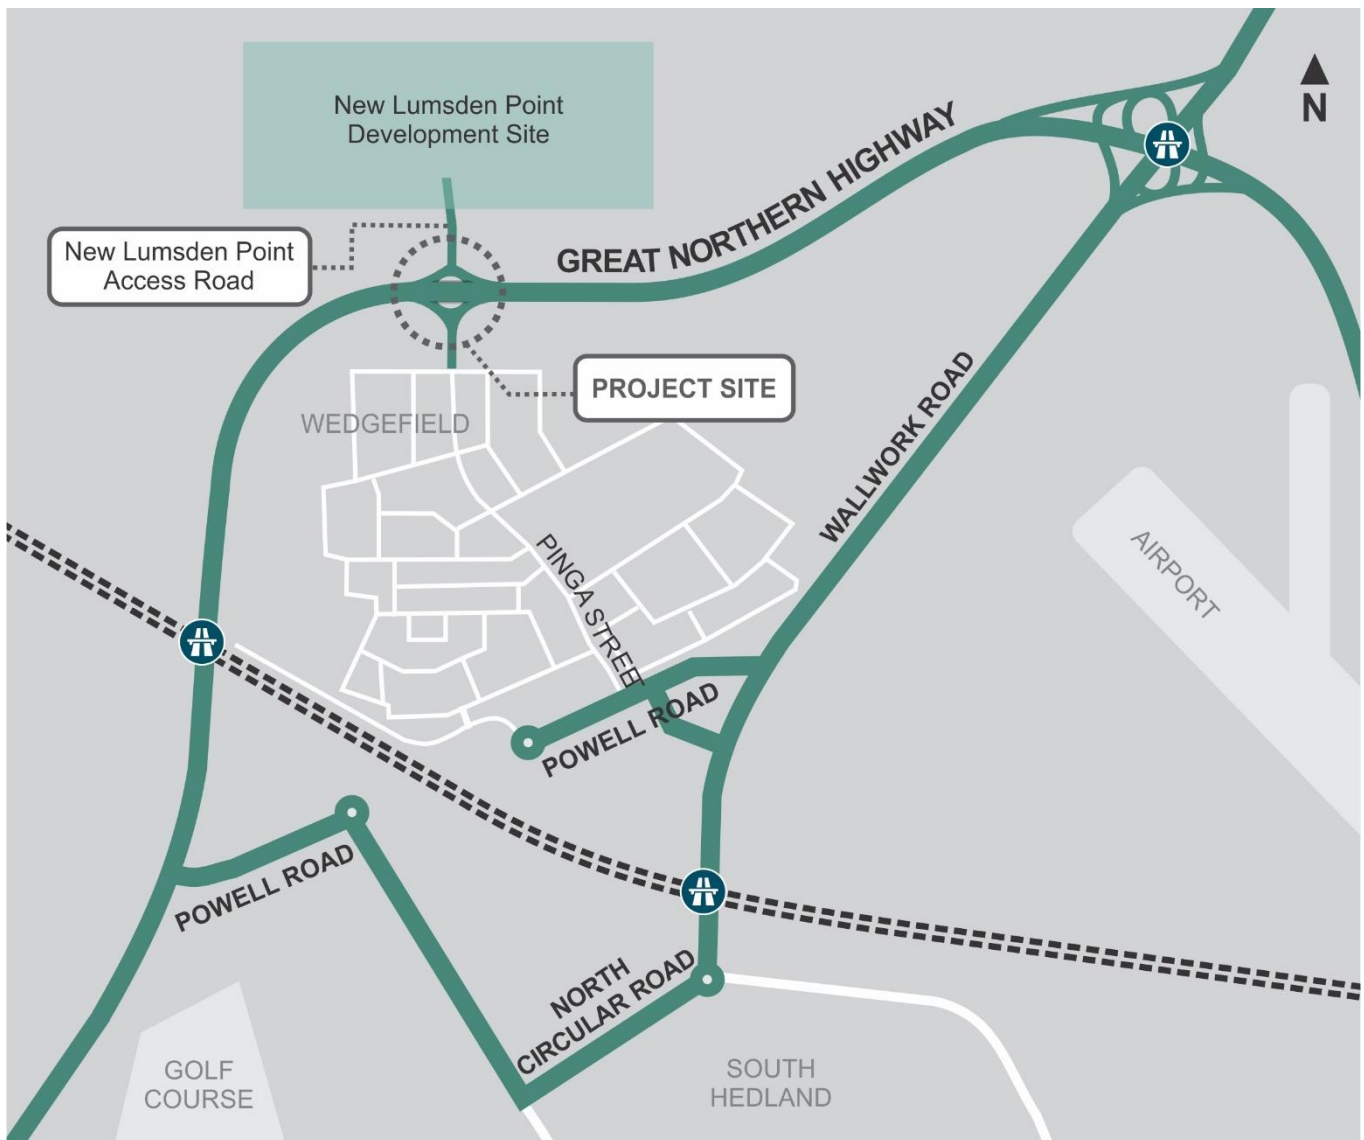 New Lumsden Point
Development Site
N
GREAT NORTHERN HIGHWAY
New Lumsden Point
Access Road
PROJECT SITE
WEDGEFIELD
WALLWORK ROAD
PINGA STREET
AIRPORT
POWELL ROAD
POWELL ROAD
NORTH
CIRCULAR ROAD
GOLF
COURSE
SOUTH
HEDLAND